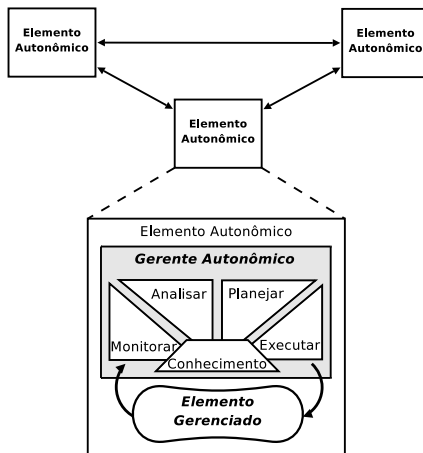 Elemento
Autonômico
Elemento
Autonômico
Elemento
Autonômico
Elemento Autonômico
Gerente Autonômico
Analisar
Planejar
Monitorar
Executar
Conhecimento
Elemento
Gerenciado